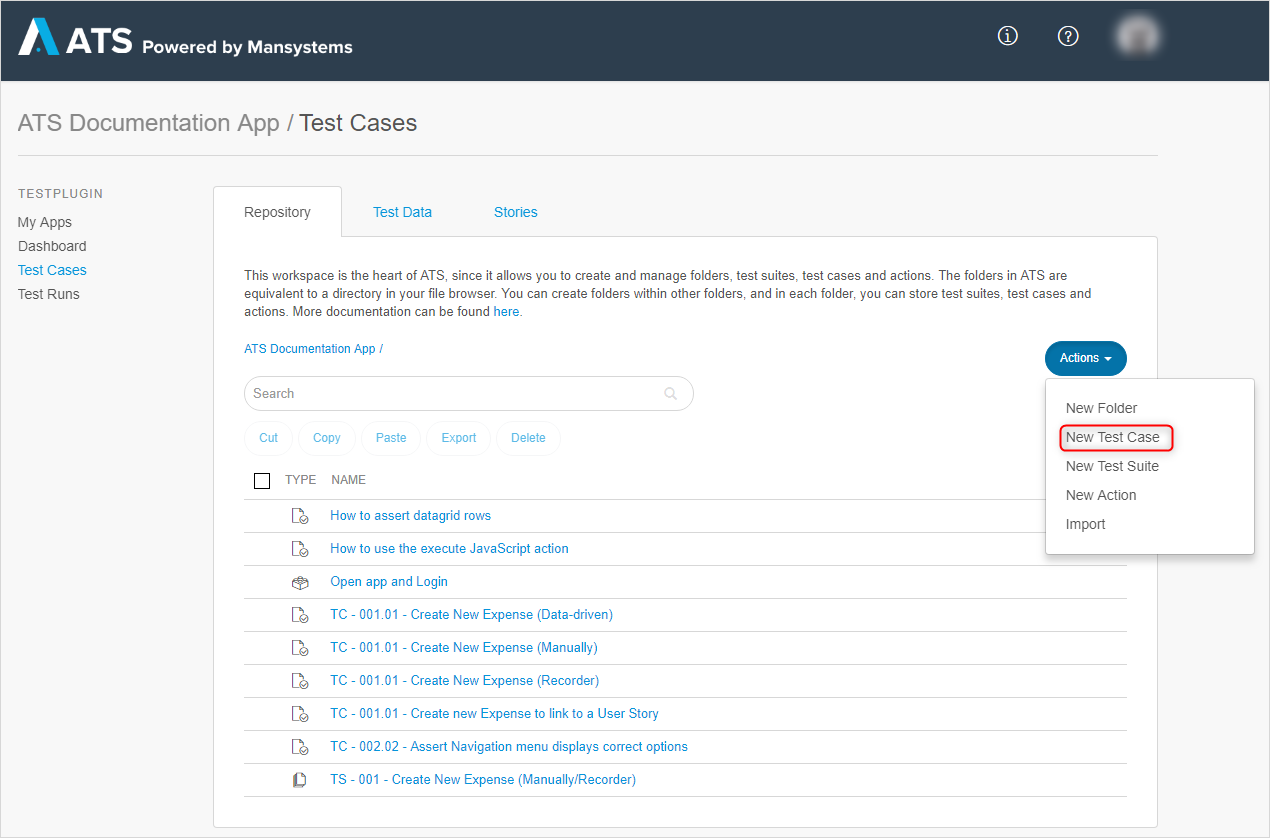 ATS Powered by Mansystems
ATS Documentation App / Test Cases
TESTPLUGIN
My Apps
Dashboard
Test Cases
Test Runs
Repository
Test Data
Stories
This workspace is the heart of ATS, since it allows you to create and manage folders, test suites, test cases and actions. The folders in ATS are
equivalent to a directory in your file browser. You can create folders within other folders, and in each folder, you can store test suites, test cases and
actions. More documentation can be found here.
ATS Documentation App /
Actions
Search
Cut
Copy
Paste
Export
Delete
New Folder
New Test Case
New Test Suite
New Action
Import
TYPE NAME
How to assert datagrid rows
How to use the execute JavaScript action
Open app and Login
TC - 001.01 - Create New Expense (Data-driven)
TC - 001.01 - Create New Expense (Manually)
TC - 001.01 - Create New Expense (Recorder)
TC - 001.01 - Create new Expense to link to a User Story
TC - 002.02 - Assert Navigation menu displays correct options
TS - 001 - Create New Expense (Manually/Recorder)